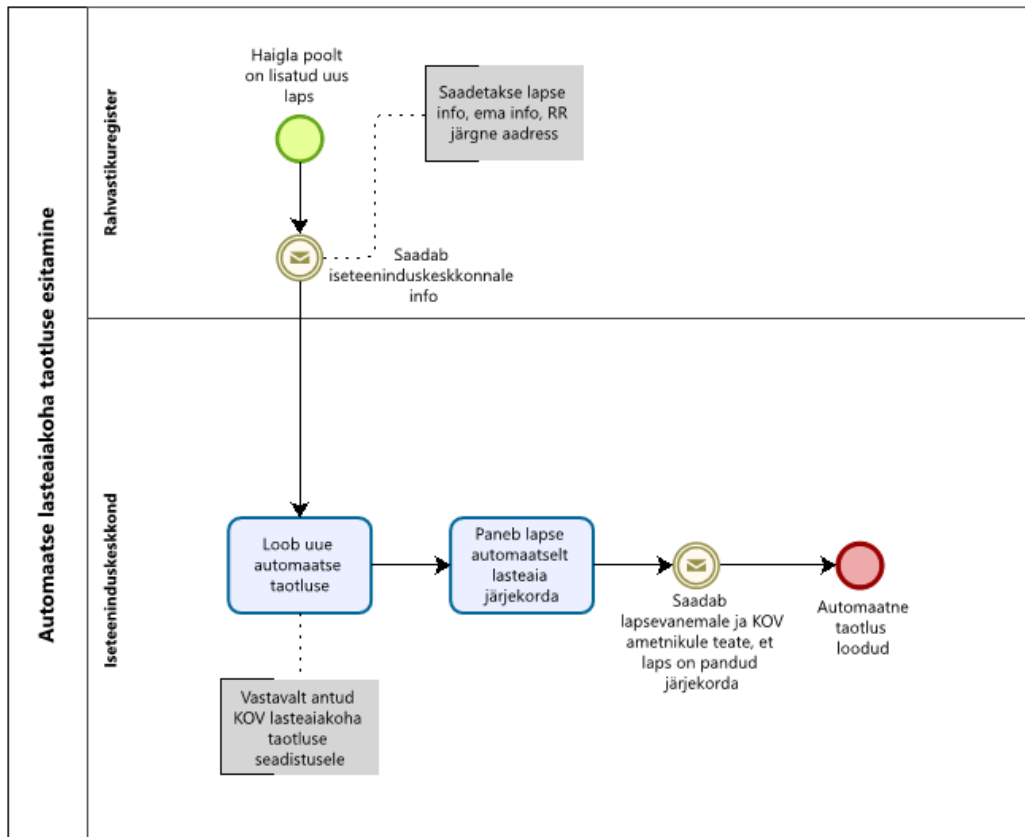 Automaatse lasteaiakoha taotluse esitamine
Rahvastikuregister
Haigla poolt
on lisatud uus
laps
Saadetakse lapse
info, ema info, RR
järgne aadress
Saadab
iseteeninduskeskkonnale
info
Iseteeninduskeskkond
Loob uue
automaatse
taotluse
Paneb lapse
automaatselt
lasteaia
järjekorda
Saadab
lapsevanemale ja KOV
ametnikule teate, et
laps on pandud
järjekorda
Automaatne
taotlus
loodud
Vastavalt antud
KOV lasteaiakoha
taotluse
seadistusele